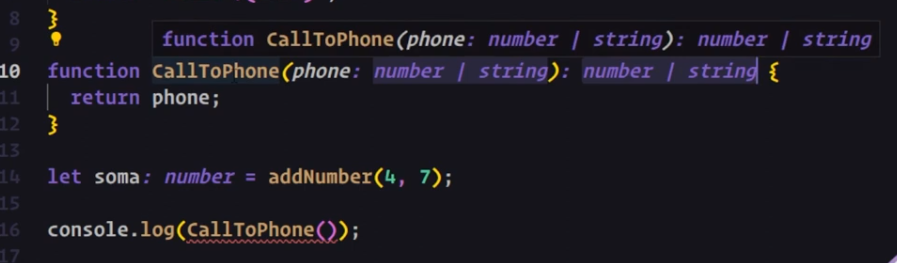 8 }
9 function CallToPhone(phone: number | string): number | string
10 function CallToPhone(phone: number | string): number | string {
11 return phone;
12 }
13
14 let soma: number = addNumber(4, 7);
15
16 console.log(CallToPhone());
17